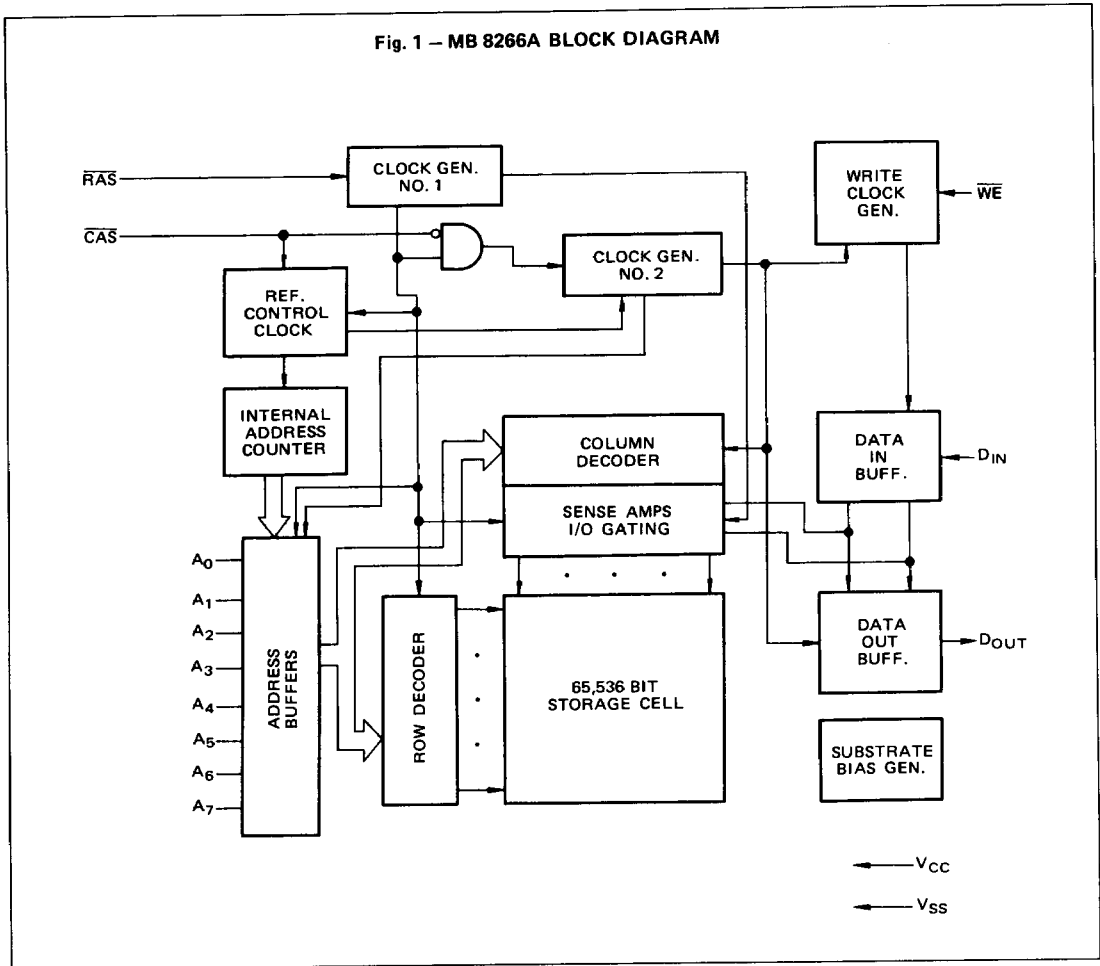 Fig. 1 – MB 8266A BLOCK DIAGRAM
RAS
CLOCK GEN.
NO. 1
WRITE
CLOCK
GEN.
WE
CAS
CLOCK GEN.
NO. 2
REF.
CONTROL
CLOCK
INTERNAL
ADDRESS
COUNTER
COLUMN
DECODER
DATA
IN
BUFF.
DIN
SENSE AMPS
I/O GATING
A0
A1
A2
A3
A4
A5
A6
A7
ADDRESS
BUFFERS
ROW DECODER
65,536 BIT
STORAGE CELL
DATA
OUT
BUFF.
DOUT
SUBSTRATE
BIAS GEN.
VCC
VSS